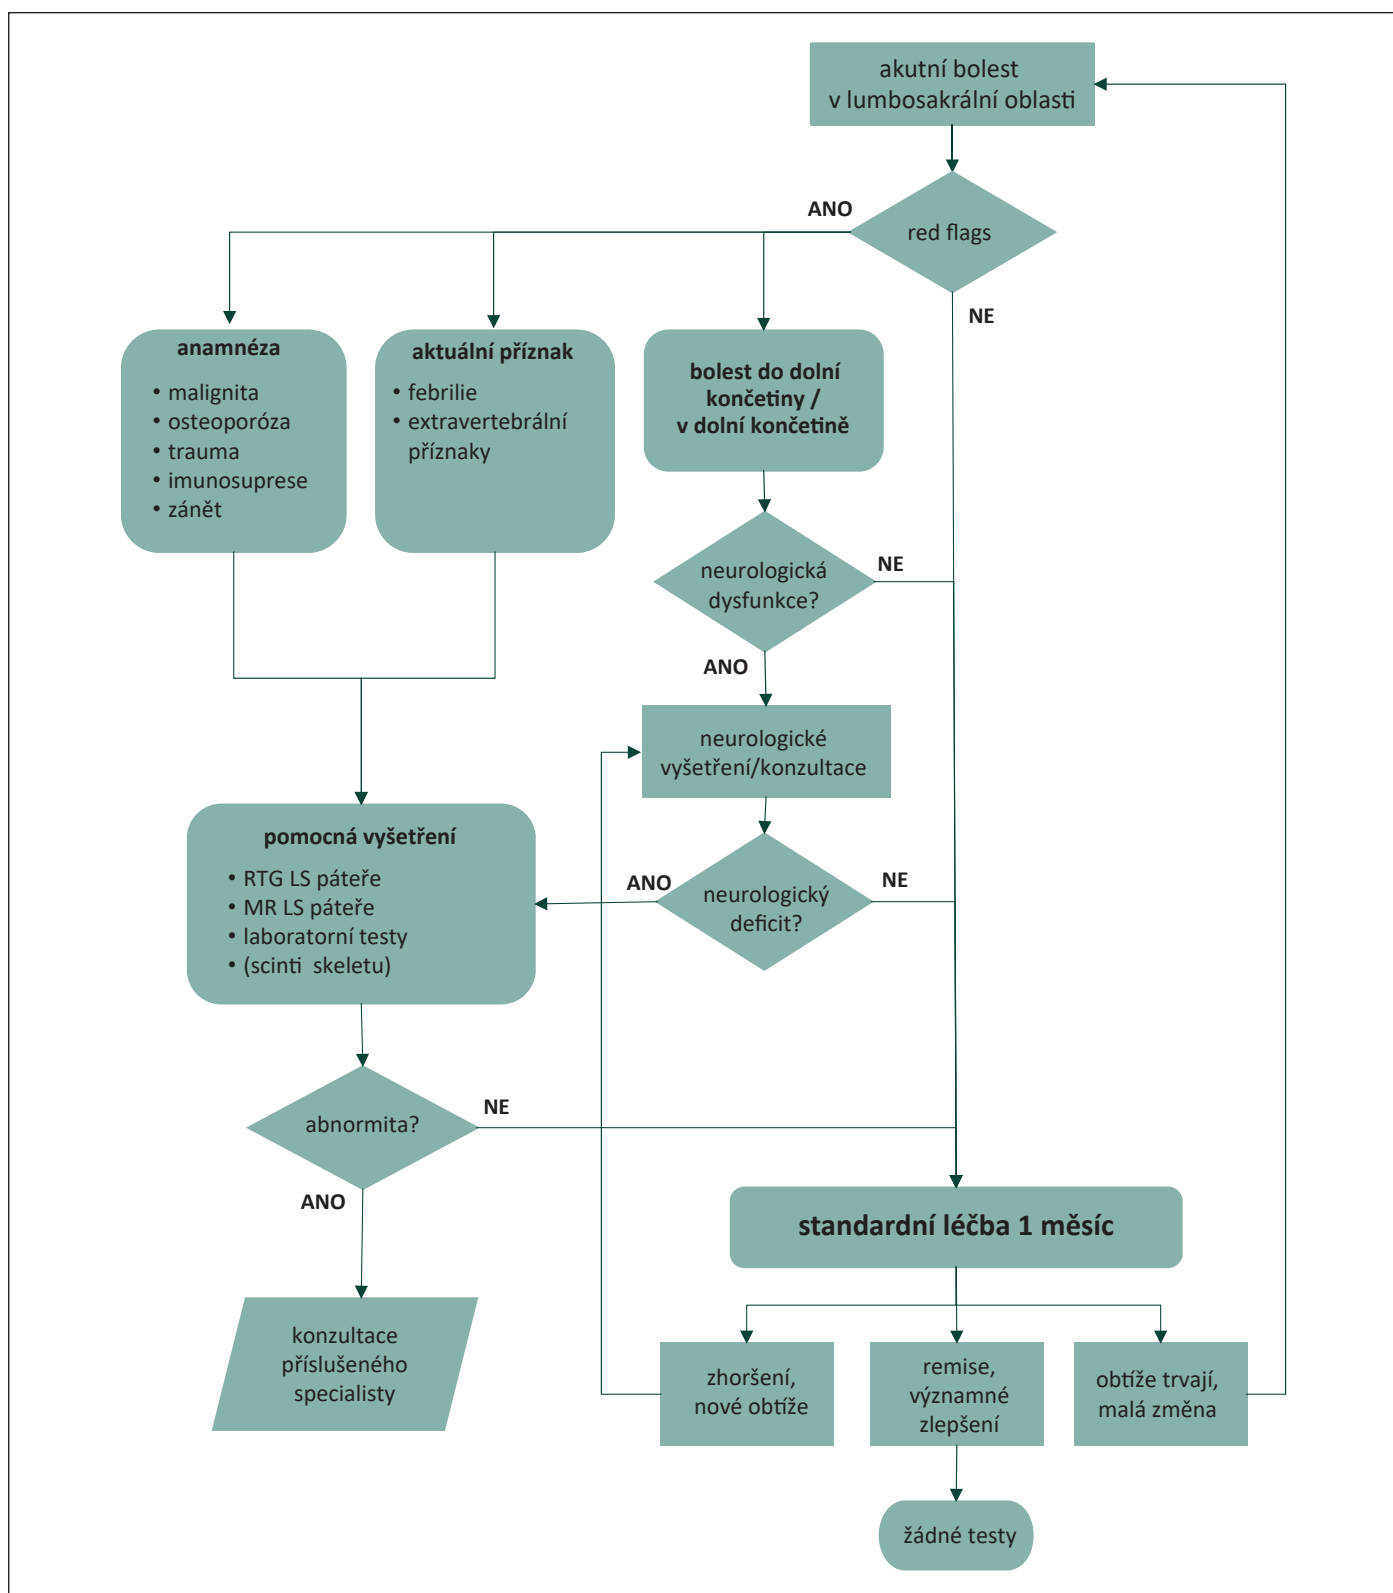 akutní bolest
v lumbosakrální oblasti
ANO
red flags
NE
anamnéza
• malignita
• osteoporóza
• trauma
• imunosuprese
• zánět
aktuální příznak
• febrilie
• extravertebrální
příznaky
bolest do dolní
končetiny /
v dolní končetině
neurologická
dysfunkce?
NE
ANO
neurologické
vyšetření/konzultace
pomocná vyšetření
• RTG LS páteře
• MR LS páteře
• laboratorní testy
• (scinti skeletu)
ANO
neurologický
deficit?
NE
abnormita?
NE
ANO
standardní léčba 1 měsíc
konzultace
příslušeného
specialisty
zhoršení,
nové obtíže
remise,
významné
zlepšení
obtíže trvají,
malá změna
žádné testy